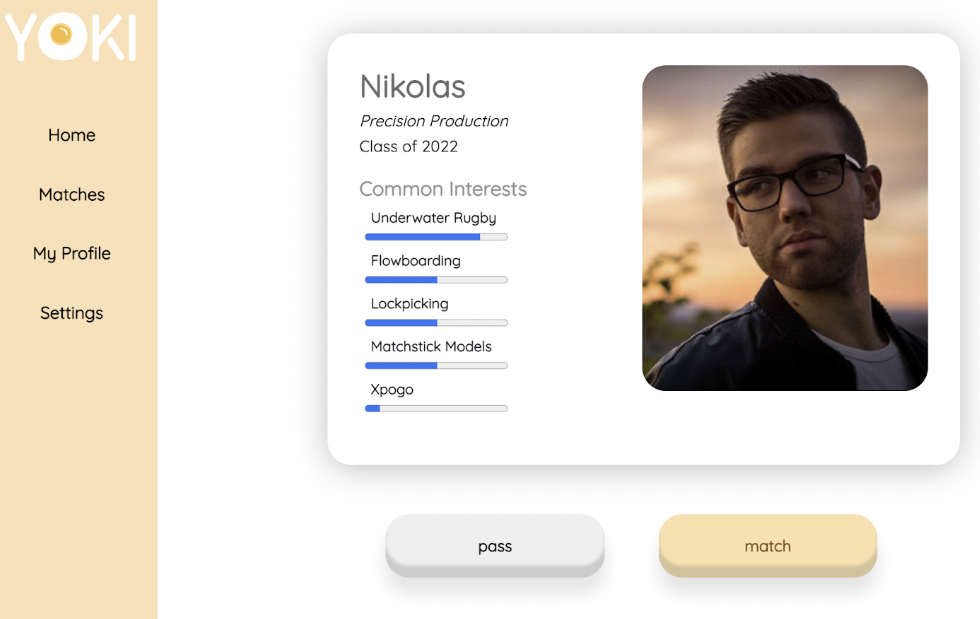 YOKI
Home
Matches
My Profile
Settings
Nikolas
Precision Production
Class of 2022
Common Interests
Underwater Rugby
Flowboarding
Lockpicking
Matchstick Models
Xpogo
pass
match